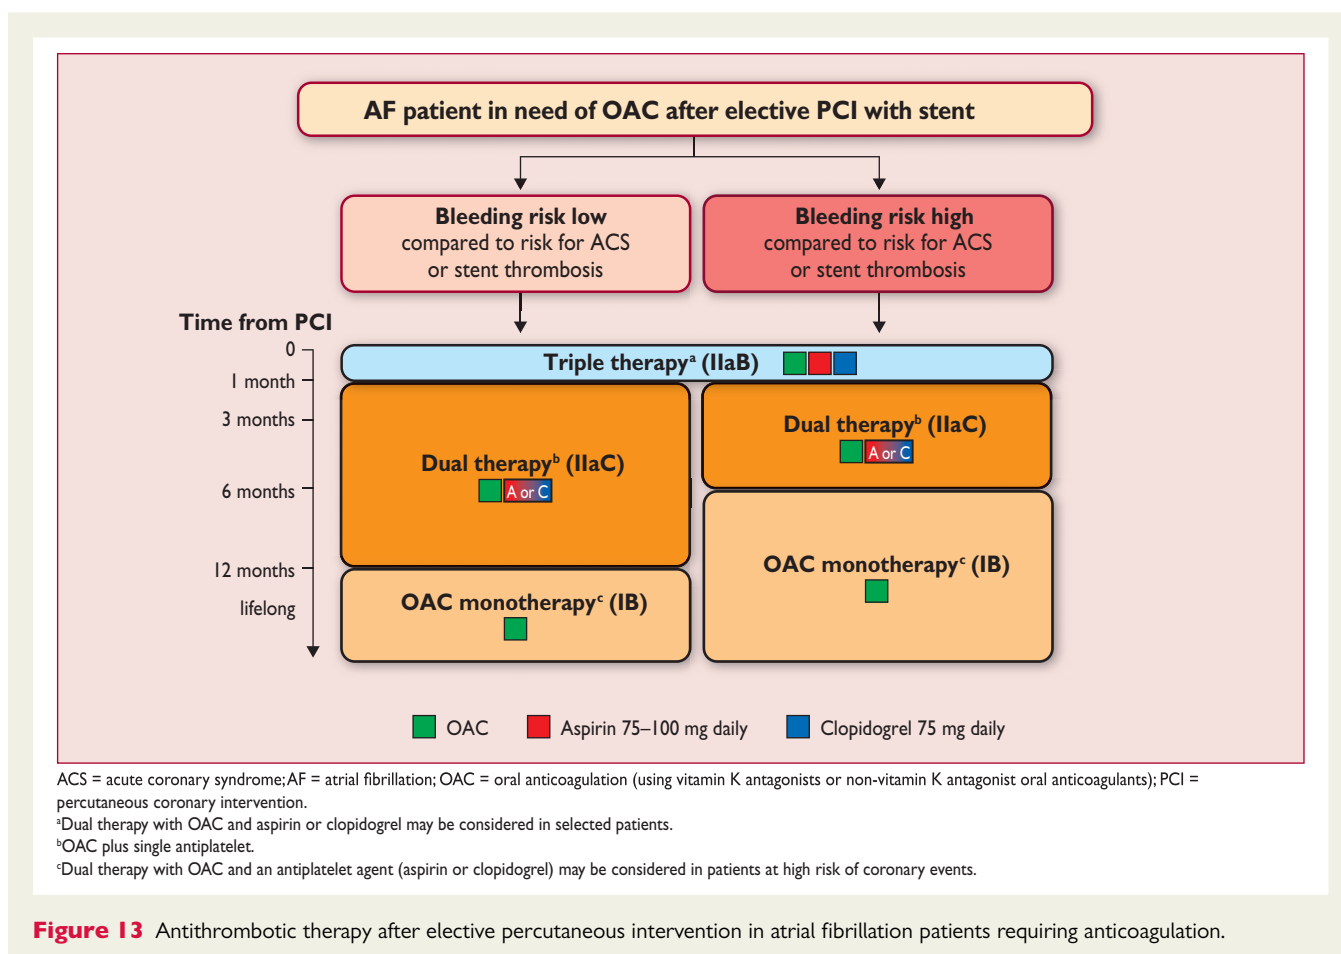 AF patient in need of OAC after elective PCI with stent
Bleeding risk low
compared to risk for ACS
or stent thrombosis
Bleeding risk high
compared to risk for ACS
or stent thrombosis
Time from PCI
0
1 month
3 months
6 months
12 months
lifelong
Triple therapyᵃ (IIaB)
Dual therapyᵇ (IIaC)
A or C
OAC monotherapyᶜ (IB)
Dual therapyᵇ (IIaC)
A or C
OAC monotherapyᶜ (IB)
OAC
Aspirin 75–100 mg daily
Clopidogrel 75 mg daily
ACS = acute coronary syndrome; AF = atrial fibrillation; OAC = oral anticoagulation (using vitamin K antagonists or non-vitamin K antagonist oral anticoagulants); PCI =
percutaneous coronary intervention.
ᵃDual therapy with OAC and aspirin or clopidogrel may be considered in selected patients.
ᵇOAC plus single antiplatelet.
ᶜDual therapy with OAC and an antiplatelet agent (aspirin or clopidogrel) may be considered in patients at high risk of coronary events.
Figure 13 Antithrombotic therapy after elective percutaneous intervention in atrial fibrillation patients requiring anticoagulation.